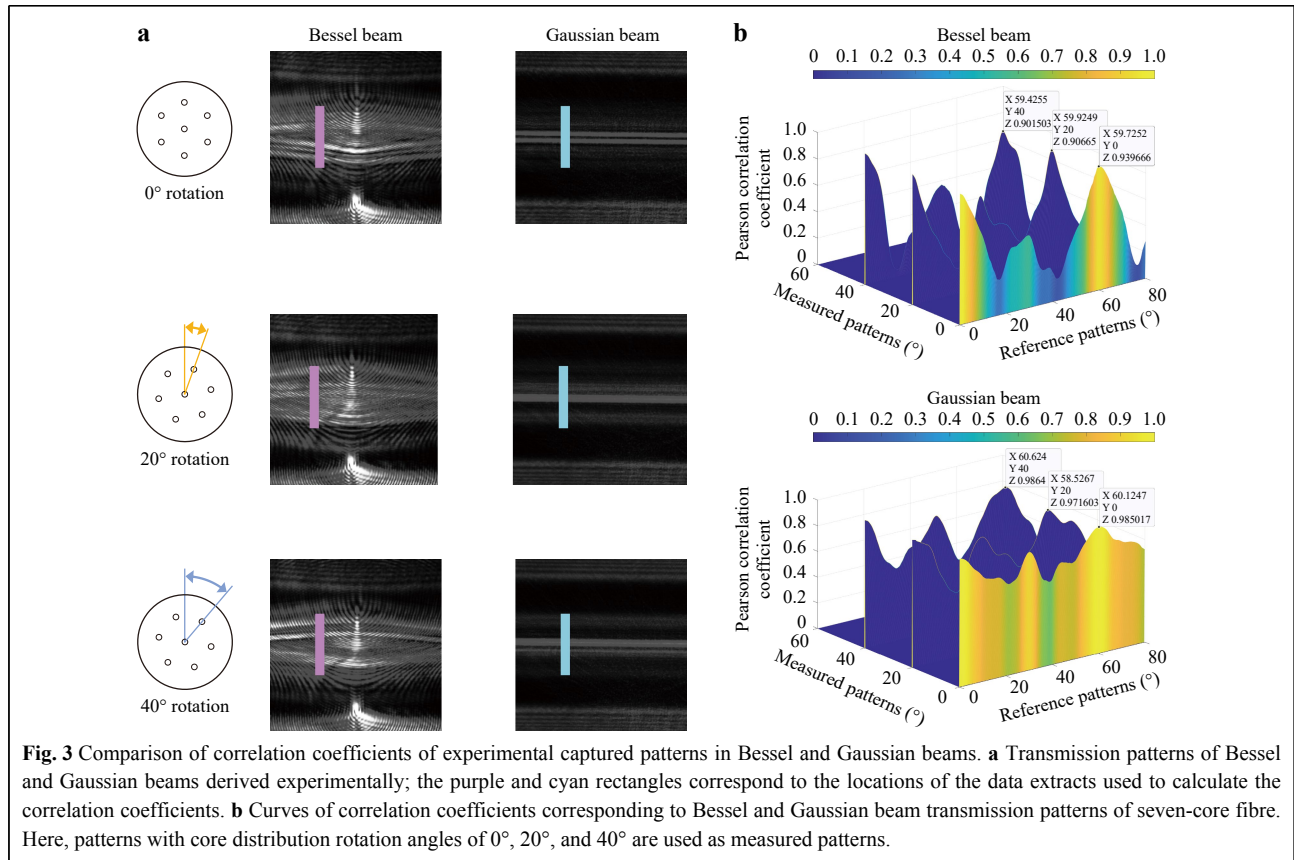 a
Bessel beam
Gaussian beam
0° rotation
20° rotation
40° rotation
b
Bessel beam
0 0.1 0.2 0.3 0.4 0.5 0.6 0.7 0.8 0.9 1.0
X 59.4255
Y 40
Z 0.901503
X 59.9249
Y 20
Z 0.90665
X 59.7252
Y 0
Z 0.939666
1.0
0.8
0.6
0.4
0.2
0
Pearson correlation
coefficient
60
40
20
0
Measured patterns (°)
0
20
40
60
80
Reference patterns (°)
Gaussian beam
0 0.1 0.2 0.3 0.4 0.5 0.6 0.7 0.8 0.9 1.0
X 60.624
Y 40
Z 0.9864
X 58.5267
Y 20
Z 0.971603
X 60.1247
Y 0
Z 0.985017
1.0
0.8
0.6
0.4
0.2
0
Pearson correlation
coefficient
60
40
20
0
Measured patterns (°)
0
20
40
60
80
Reference patterns (°)
Fig. 3 Comparison of correlation coefficients of experimental captured patterns in Bessel and Gaussian beams. a Transmission patterns of Bessel
and Gaussian beams derived experimentally; the purple and cyan rectangles correspond to the locations of the data extracts used to calculate the
correlation coefficients. b Curves of correlation coefficients corresponding to Bessel and Gaussian beam transmission patterns of seven-core fibre.
Here, patterns with core distribution rotation angles of 0°, 20°, and 40° are used as measured patterns.